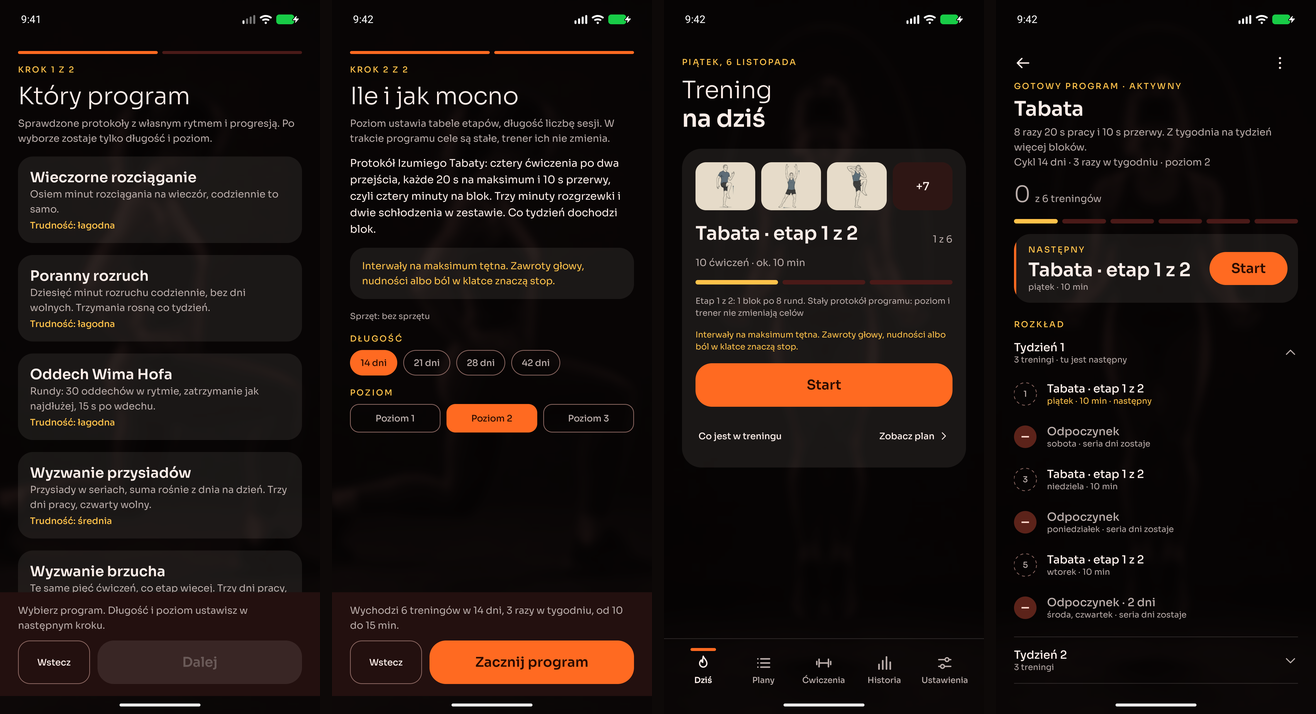 9:41
KROK 1 Z 2
Który program
Sprawdzone protokoły z własnym rytmem i progresją. Po
wyborze zostaje tylko długość i poziom.
Wieczorne rozciąganie
Osiem minut rozciągania na wieczór, codziennie to
samo.
Trudność: łagodna
Poranny rozruch
Dziesięć minut rozruchu codziennie, bez dni
wolnych. Trzymania rosną co tydzień.
Trudność: łagodna
Oddech Wima Hofa
Rundy: 30 oddechów w rytmie, zatrzymanie jak
najdłużej, 15 s po wdechu.
Trudność: łagodna
Wyzwanie przysiadów
Przysiady w seriach, suma rośnie z dnia na dzień. Trzy
dni pracy, czwarty wolny.
Trudność: średnia
Wyzwanie brzucha
Te same pięć ćwiczeń, co etap więcej. Trzy dni pracy,
Wybierz program. Długość i poziom ustawisz w
następnym kroku.
Wstecz
Dalej
9:42
KROK 2 Z 2
Ile i jak mocno
Poziom ustawia tabele etapów, długość liczbę sesji. W
trakcie programu cele są stałe, trener ich nie zmienia.
Protokół Izumiego Tabaty: cztery ćwiczenia po dwa
przejścia, każde 20 s na maksimum i 10 s przerwy,
czyli cztery minuty na blok. Trzy minuty rozgrzewki i
dwie schłodzenia w zestawie. Co tydzień dochodzi
blok.
Interwały na maksimum tętna. Zawroty głowy,
nudności albo ból w klatce znaczą stop.
Sprzęt: bez sprzętu
DŁUGOŚĆ
14 dni
21 dni
28 dni
42 dni
POZIOM
Poziom 1
Poziom 2
Poziom 3
Wychodzi 6 treningów w 14 dni, 3 razy w tygodniu, od 10
do 15 min.
Wstecz
Zacznij program
9:42
PIĄTEK, 6 LISTOPADA
Trening
na dziś
+7
Tabata · etap 1 z 2
1 z 6
10 ćwiczeń · ok. 10 min
Etap 1 z 2: 1 blok po 8 rund. Stały protokół programu: poziom i
trener nie zmieniają celów
Interwały na maksimum tętna. Zawroty głowy, nudności albo
ból w klatce znaczą stop.
Start
Co jest w treningu
Zobacz plan
Dziś
Plany
Ćwiczenia
Historia
Ustawienia
9:42
GOTOWY PROGRAM · AKTYWNY
Tabata
8 razy 20 s pracy i 10 s przerwy. Z tygodnia na tydzień
więcej bloków.
Cykl 14 dni · 3 razy w tygodniu · poziom 2
0 z 6 treningów
NASTĘPNY
Tabata · etap 1 z 2
piątek · 10 min
Start
ROZKŁAD
Tydzień 1
3 treningi · tu jest następny
1
Tabata · etap 1 z 2
piątek · 10 min · następny
Odpoczynek
sobota · seria dni zostaje
3
Tabata · etap 1 z 2
niedziela · 10 min
Odpoczynek
poniedziałek · seria dni zostaje
5
Tabata · etap 1 z 2
wtorek · 10 min
Odpoczynek · 2 dni
środa, czwartek · seria dni zostaje
Tydzień 2
3 treningi